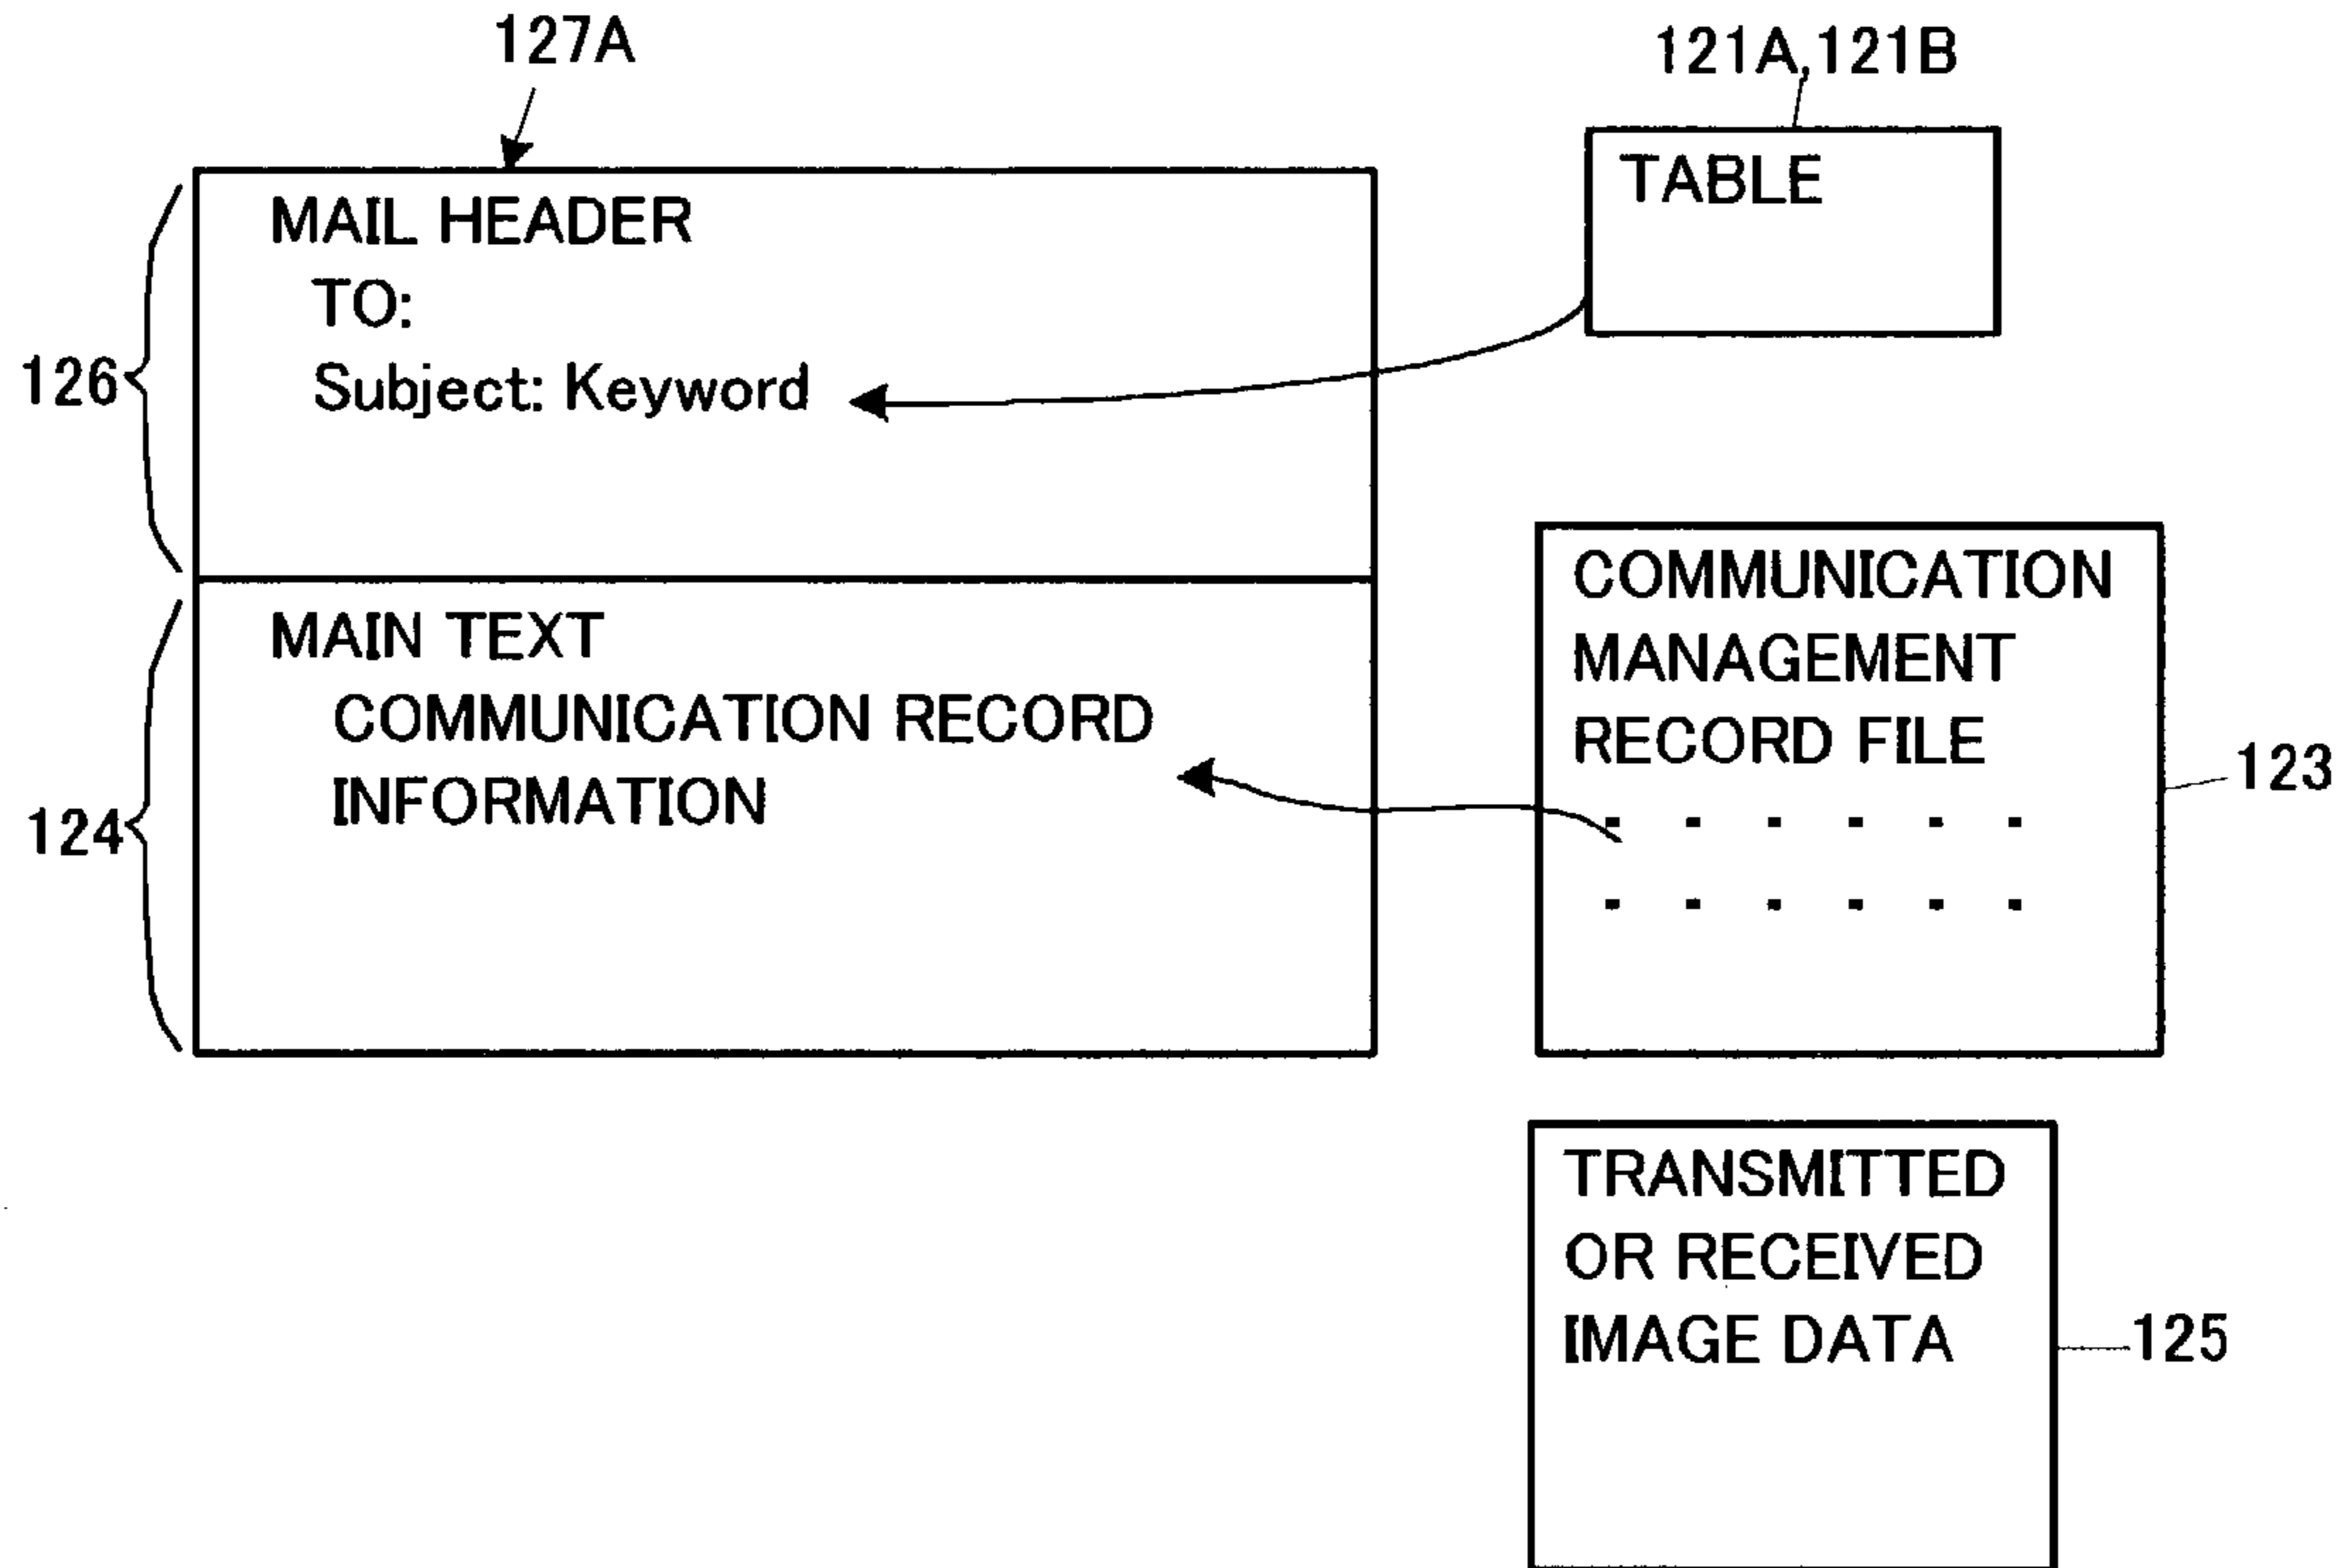 127A
121A,121B
TABLE
MAIL HEADER
TO:
Subject: Keyword
126
MAIN TEXT
COMMUNICATION RECORD
INFORMATION
124
COMMUNICATION
MANAGEMENT
RECORD FILE
123
TRANSMITTED
OR RECEIVED
IMAGE DATA
125